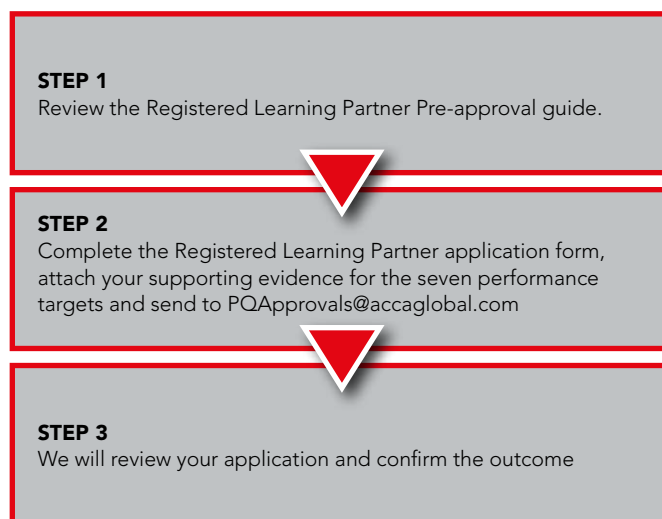 STEP 1
Review the Registered Learning Partner Pre-approval guide.
STEP 2
Complete the Registered Learning Partner application form,
attach your supporting evidence for the seven performance
targets and send to PQApprovals@accaglobal.com
STEP 3
We will review your application and confirm the outcome